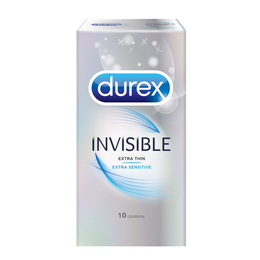 durex
INVISIBLE
EXTRA THIN
EXTRA SENSITIVE
10 condoms